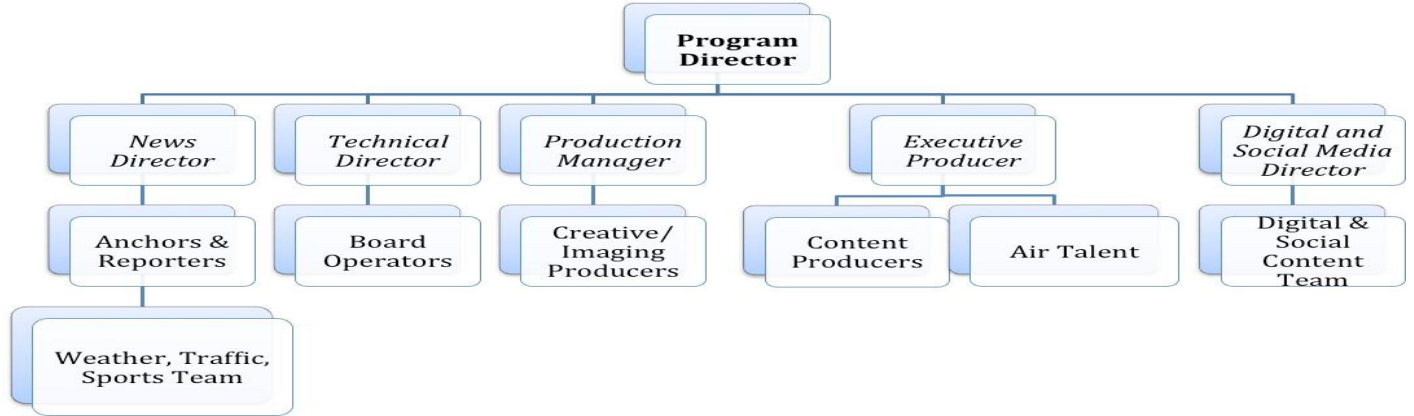 Program
Director
News
Director
Technical
Director
Production
Manager
Executive
Producer
Digital and
Social Media
Director
Anchors &
Reporters
Board
Operators
Creative/
Imaging
Producers
Content
Producers
Air Talent
Digital &
Social
Content
Team
Weather, Traffic,
Sports Team